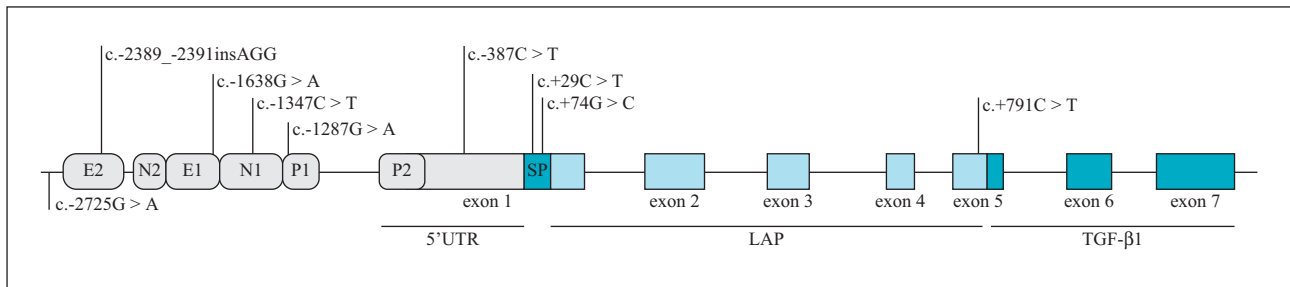 c.-2389_-2391insAGG
c.-387C > T
c.-1638G > A
c.+29C > T
c.-1347C > T
c.+74G > C
c.+791C > T
c.-1287G > A
E2 N2 E1 N1 P1 P2 SP
c.-2725G > A
exon 1 exon 2 exon 3 exon 4 exon 5 exon 6 exon 7
5'UTR LAP TGF-β1